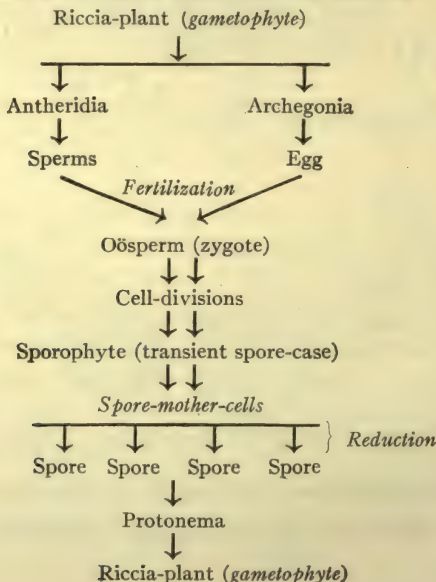 Riccia-plant (gametophyte)
Antheridia Archegonia
Sperms Egg
Fertilization
Oösperm (zygote)
Cell-divisions
Sporophyte (transient spore-case)
Spore-mother-cells
Reduction
Spore Spore Spore Spore
Protonema
Riccia-plant (gametophyte)